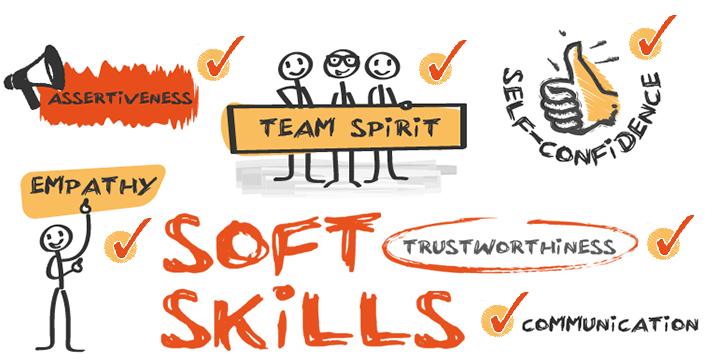 ASSERTIVENESS
TEAM SPIRIT
SELF-CONFIDENCE
EMPATHY
SOFT
SKILLS
TRUSTWORTHINESS
COMMUNICATION